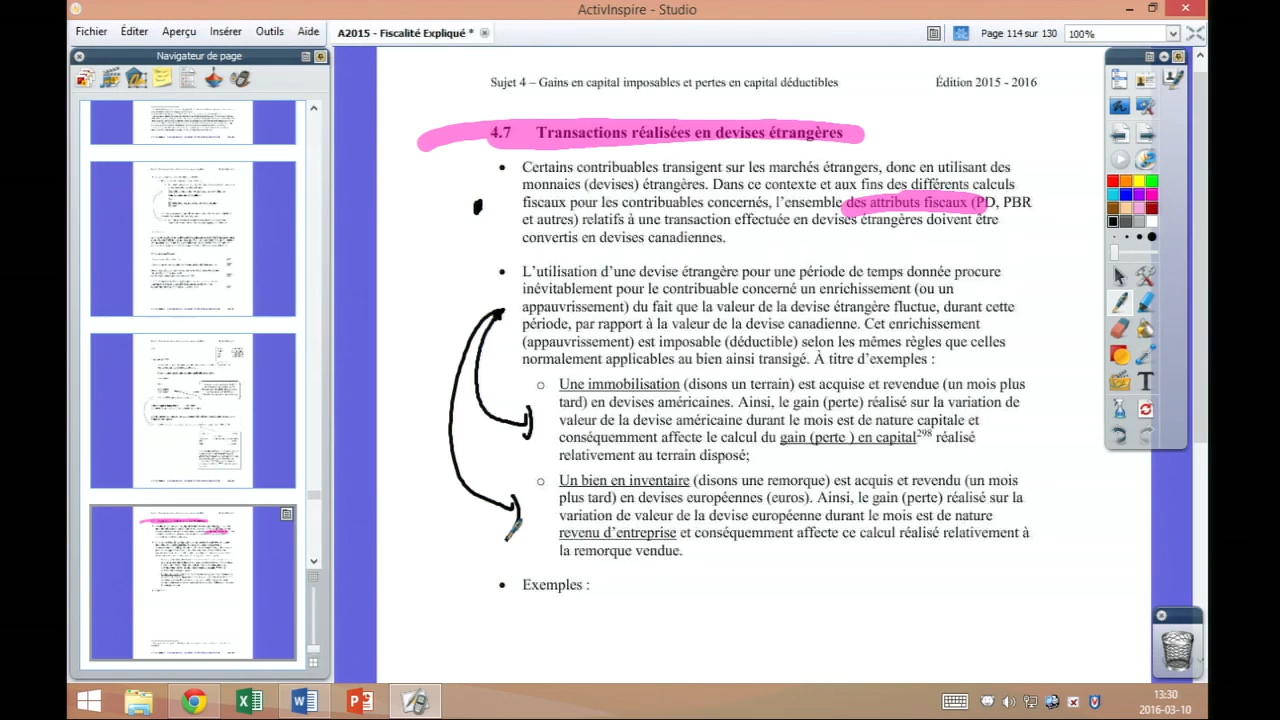 ActivInspire - Studio
Fichier Éditer Aperçu Insérer Outils Aide
A2015 - Fiscalité Expliqué *
Page 114 sur 130
100%
Navigateur de page
Sujet 4 – Gains en capital imposables et pertes en capital déductibles
Édition 2015 - 2016
4.7 Transactions réalisées en devises étrangères
• Certains contribuables transigent sur les marchés étrangers, donc en utilisant des
monnaies (devises) étrangères. Dans ce contexte et aux fins des différents calculs
fiscaux pour les contribuables concernés, l’ensemble des attributs fiscaux (PD, PBR
et autres) relatifs à une transaction effectuée en devises étrangères doivent être
convertis en devises canadiennes.
• L’utilisation d’une devise étrangère pour une période de temps donnée procure
inévitablement pour le contribuable concerné un enrichissement (ou un
appauvrissement) du fait que la valeur de la devise étrangère fluctue, durant cette
période, par rapport à la valeur de la devise canadienne. Cet enrichissement
(appauvrissement) est imposable (déductible) selon les mêmes règles que celles
normalement applicables au bien ainsi transigé. À titre d’exemples :
o Un bien en immob. (disons un terrain) est acquis et revendu (un mois plus
tard) en devises américaines. Ainsi, le gain (perte) réalisé sur la variation de
valeur de la devise américaine durant le mois est de nature capitale et
conséquemment affecte le calcul du gain (perte ) en capital298 réalisé
relativement au terrain disposé;
o Un bien en inventaire (disons une remorque) est acquis et revendu (un mois
plus tard) en devises européennes (euros). Ainsi, le gain (perte) réalisé sur la
variation de valeur de la devise européenne durant le mois est de nature
revenu d’entreprise et conséquemment affecte ce calcul réalisé relativement à
la remorque vendue.
• Exemples :
13:30
2016-03-10